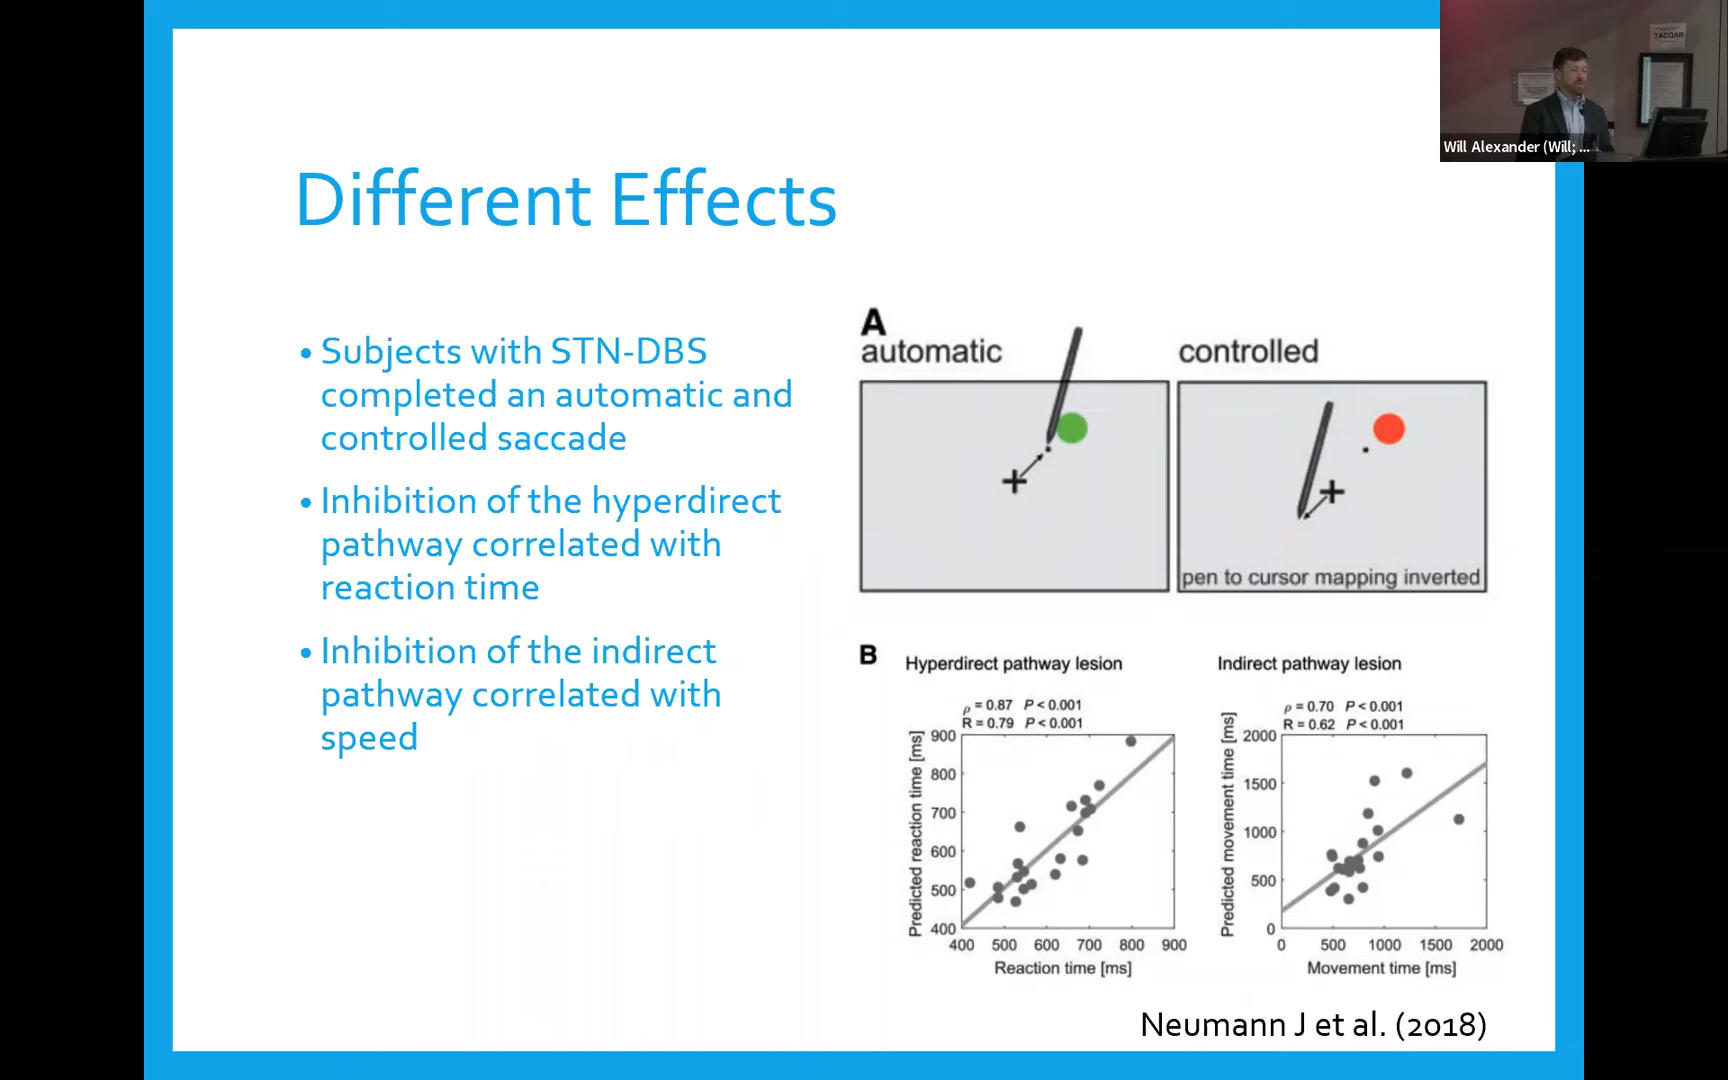 TACQAR
Will Alexander (Will; ...
Different Effects
• Subjects with STN-DBS
completed an automatic and
controlled saccade
• Inhibition of the hyperdirect
pathway correlated with
reaction time
• Inhibition of the indirect
pathway correlated with
speed
A
automatic
controlled
pen to cursor mapping inverted
B
Hyperdirect pathway lesion
ρ = 0.87 P < 0.001
R = 0.79 P < 0.001
Predicted reaction time [ms]
900
800
700
600
500
400
400 500 600 700 800 900
Reaction time [ms]
Indirect pathway lesion
ρ = 0.70 P < 0.001
R = 0.62 P < 0.001
Predicted movement time [ms]
2000
1500
1000
500
0
0 500 1000 1500 2000
Movement time [ms]
Neumann J et al. (2018)